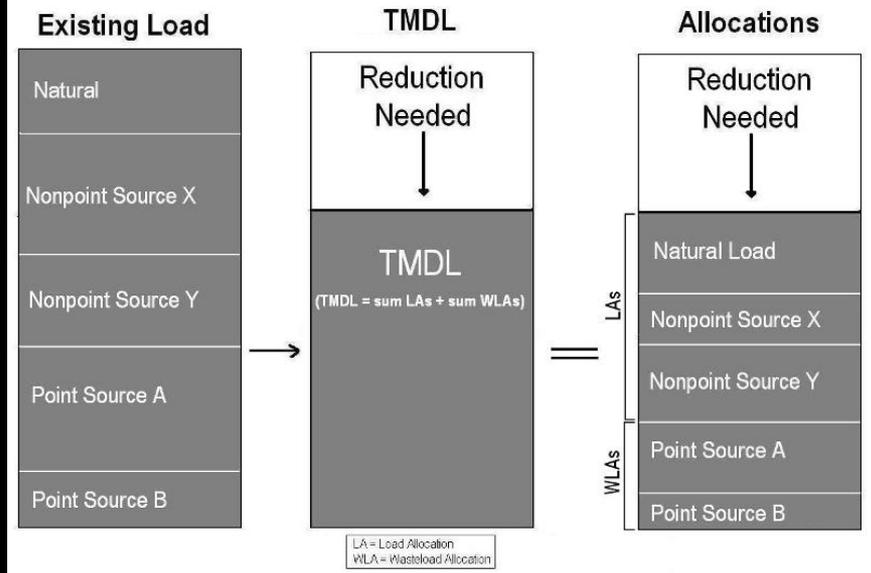 Existing Load
Natural
Nonpoint Source X
Nonpoint Source Y
Point Source A
Point Source B
TMDL
Reduction
Needed
TMDL
(TMDL = sum LAs + sum WLAs)
Allocations
Reduction
Needed
LAs
Natural Load
Nonpoint Source X
Nonpoint Source Y
WLAs
Point Source A
Point Source B
LA = Load Allocation
WLA = Wasteload Allocation